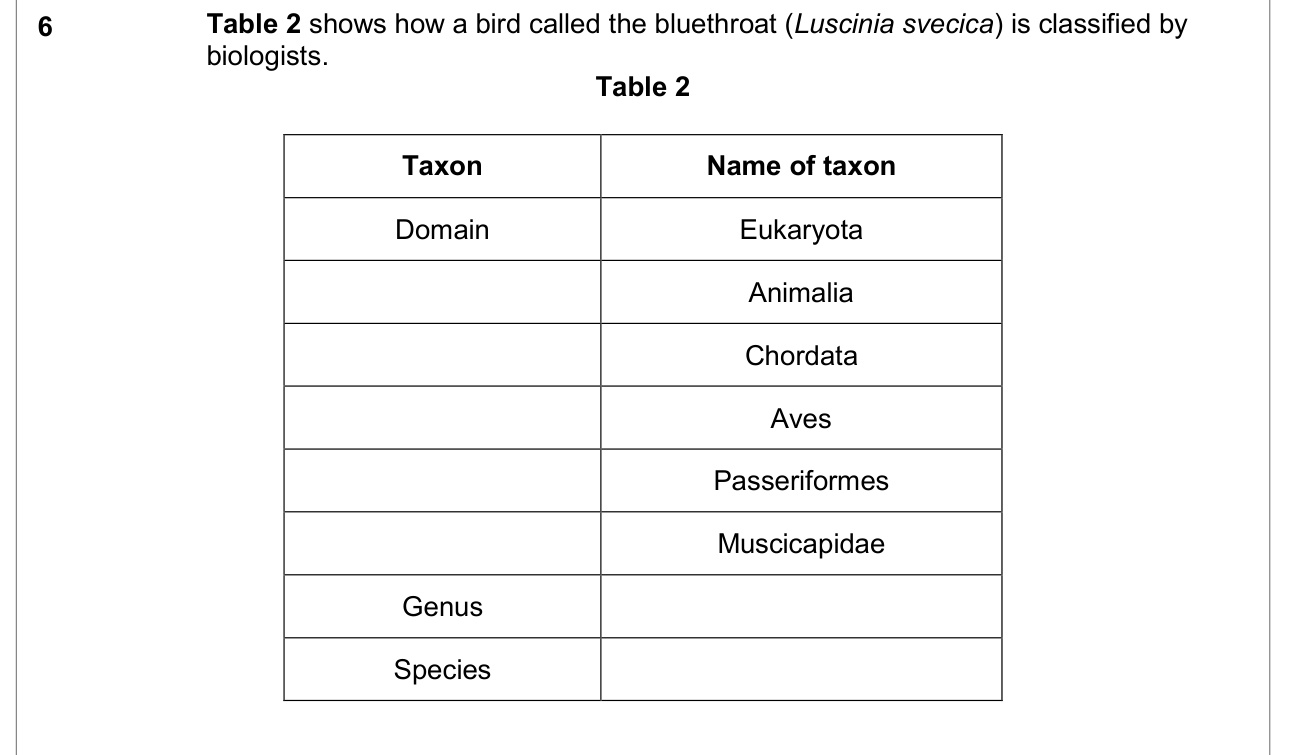 6
Table 2 shows how a bird called the bluethroat (Luscinia svecica) is classified by
biologists.
Table 2
Taxon Name of taxon
Domain Eukaryota
Animalia
Chordata
Aves
Passeriformes
Muscicapidae
Genus
Species